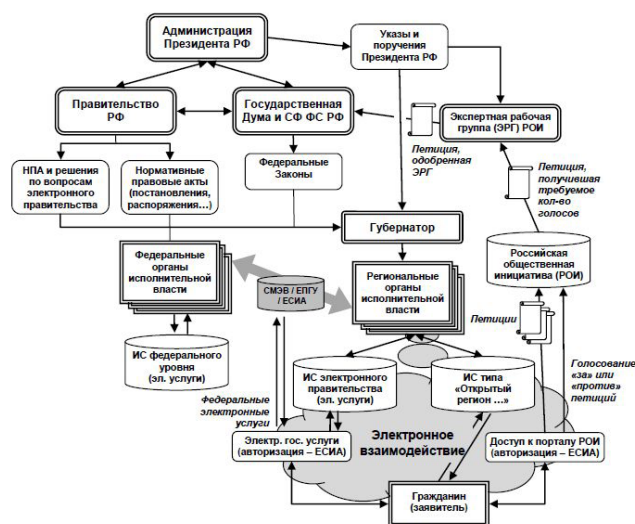 Администрация
Президента РФ
Указы и
поручения
Президента РФ
Правительство
РФ
Государственная
Дума и СФ ФС РФ
Экспертная рабочая
группа (ЭРГ) РОИ
Петиция,
одобренная
ЭРГ
Петиция,
получившая
требуемое
кол-во
голосов
НПА и решения
по вопросам
электронного
правительства
Нормативные
правовые акты
(постановления,
распоряжения...)
Федеральные
Законы
Губернатор
Российская
общественная
инициатива (РОИ)
Федеральные
органы
исполнительной
власти
СМЭВ / ЕПГУ
/ ЕСИА
Региональные
органы
исполнительной
власти
Петиции
ИС федерального
уровня
(эл. услуги)
ИС электронного
правительства
(эл. услуги)
ИС типа
«Открытый
регион ...»
Голосование
«за» или
«против»
петиций
Федеральные
электронные
услуги
Электр. гос. услуги
(авторизация – ЕСИА)
Электронное
взаимодействие
Доступ к порталу РОИ
(авторизация – ЕСИА)
Гражданин
(заявитель)